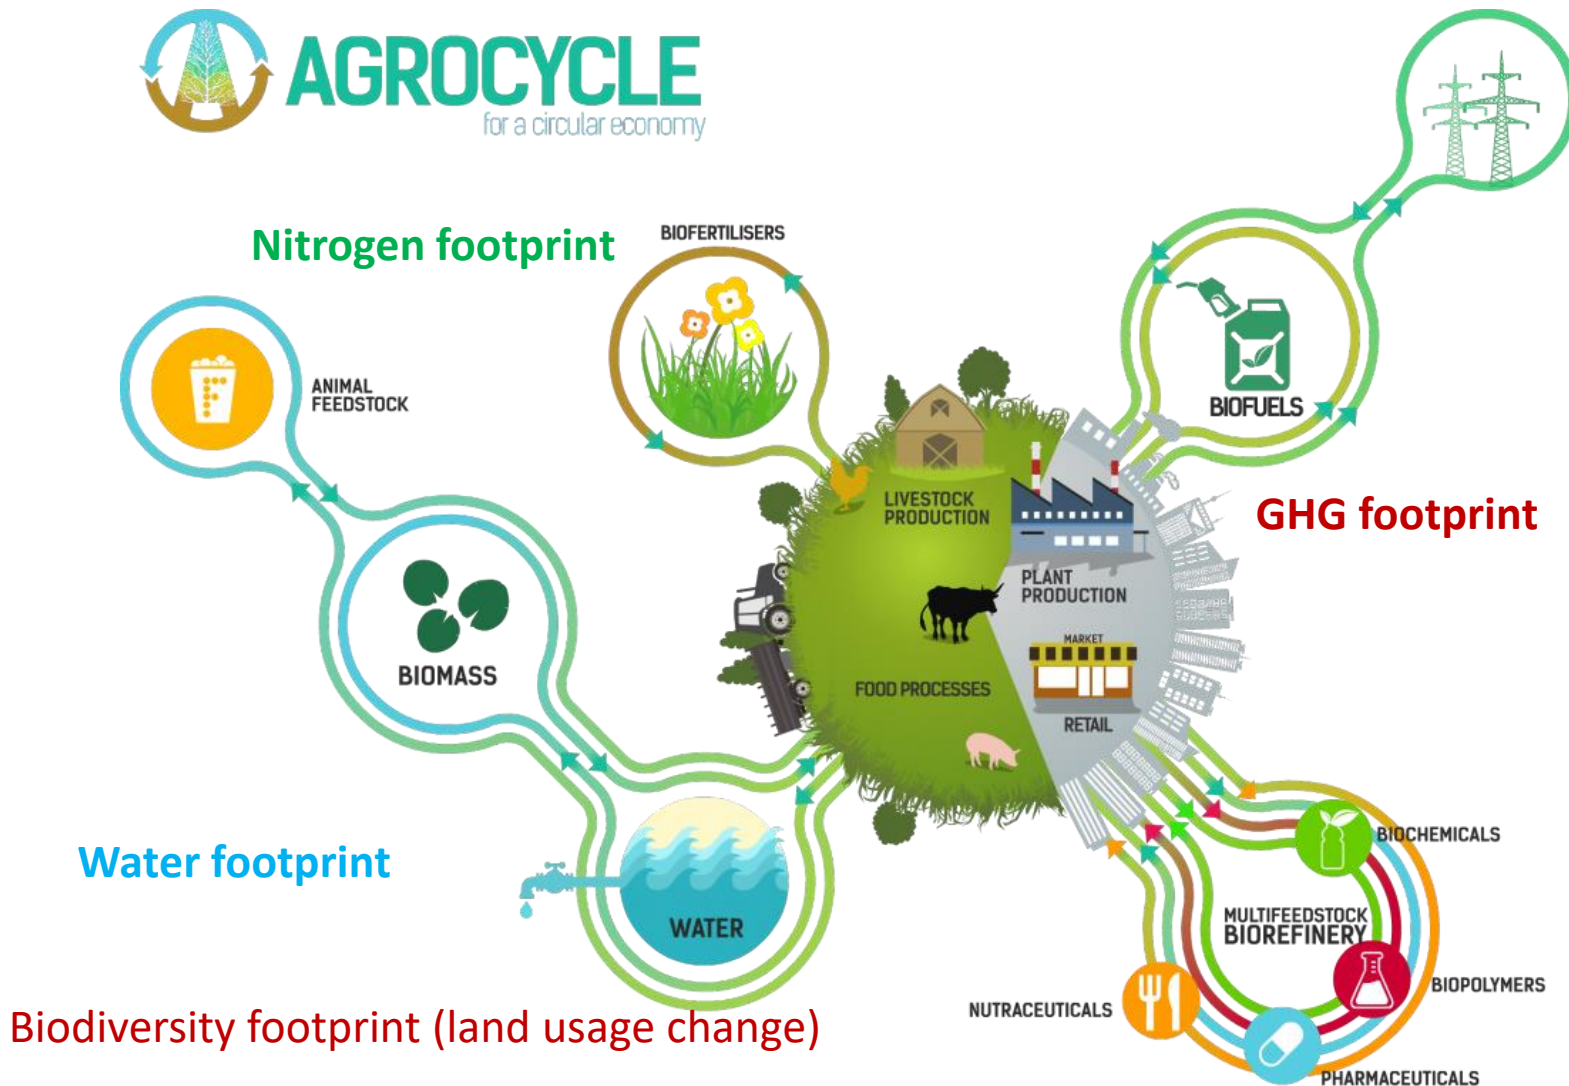 AGROCYCLE
for a circular economy
Nitrogen footprint
BIOFERTILISERS
ANIMAL
FEEDSTOCK
BIOFUELS
LIVESTOCK
PRODUCTION
GHG footprint
PLANT
PRODUCTION
MARKET
BIOMASS
FOOD PROCESSES
RETAIL
Water footprint
WATER
BIOCHEMICALS
MULTIFEEDSTOCK
BIOREFINERY
BIOPOLYMERS
NUTRACEUTICALS
Biodiversity footprint (land usage change)
PHARMACEUTICALS